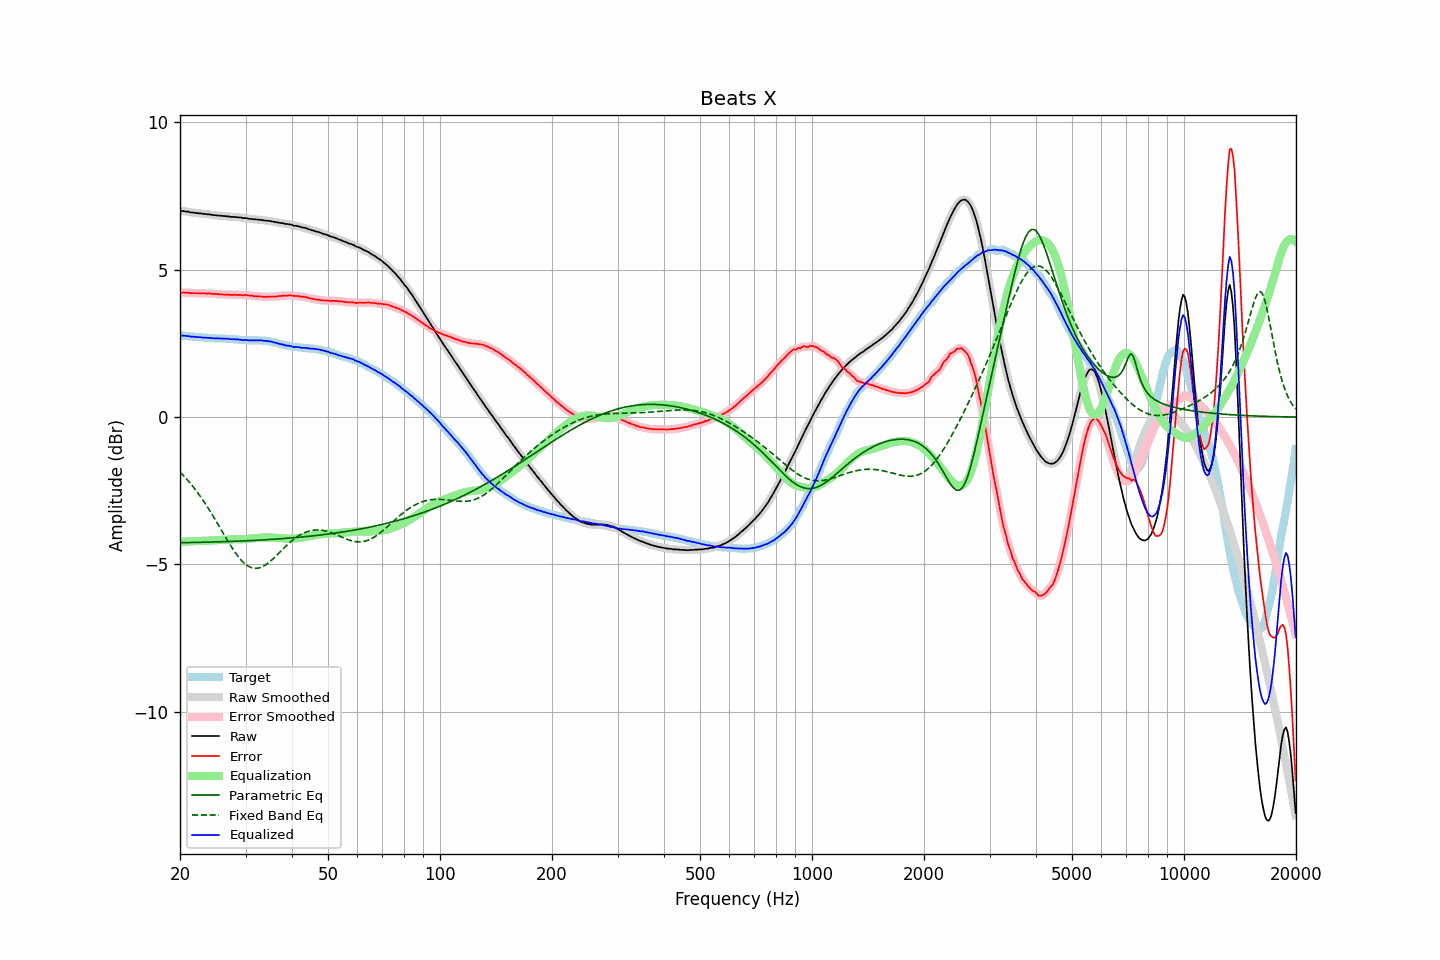 Beats X
Amplitude (dBr)
10
5
0
−5
−10
Target
Raw Smoothed
Error Smoothed
Raw
Error
Equalization
Parametric Eq
Fixed Band Eq
Equalized
20 50 100 200 500 1000 2000 5000 10000 20000
Frequency (Hz)